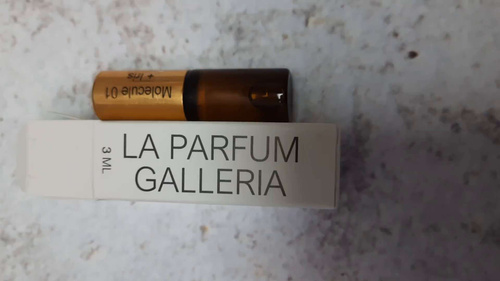 Molecule 01
+ Iris
LA PARFUM
GALLERIA
3 ML